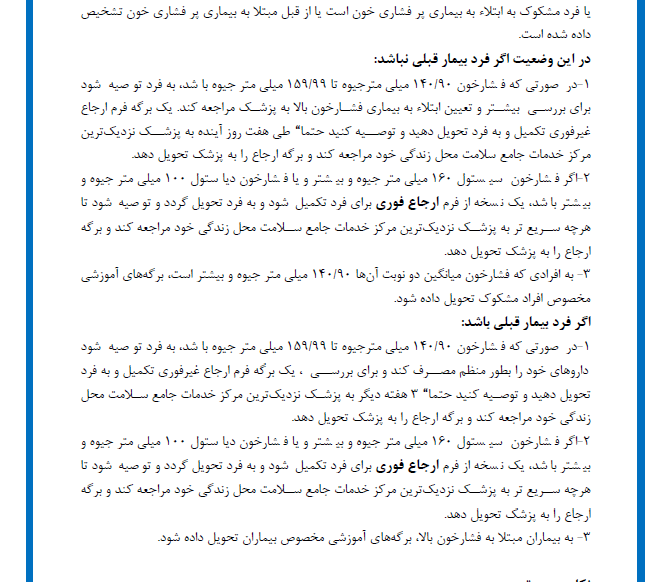 یا فرد مشکوک به ابتلاء به بیماری پر فشاری خون است یا از قبل مبتلا به بیماری پر فشاری خون تشخیص
داده شده است.
در این وضعیت اگر فرد بیمار قبلی نباشد:
۱-در صورتی که فشارخون ۱۴۰/۹۰ میلی مترجیوه تا ۱۵۹/۹۹ میلی متر جیوه با شد، به فرد تو صیه شود
برای بررسی بیشتر و تعیین ابتلاء به بیماری فشارخون بالا به پزشک مراجعه کند. یک برگه فرم ارجاع
غیرفوری تکمیل و به فرد تحویل دهید و توصیه کنید حتما“ طی هفت روز آینده به پزشک نزدیک‌ترین
مرکز خدمات جامع سلامت محل زندگی خود مراجعه کند و برگه ارجاع را به پزشک تحویل دهد.
۲-اگر فشارخون سیستول ۱۶۰ میلی متر جیوه و بیشتر و یا فشارخون دیا ستول ۱۰۰ میلی متر جیوه و
بیشتر با شد، یک نسخه از فرم ارجاع فوری برای فرد تکمیل شود و به فرد تحویل گردد و تو صیه شود تا
هرچه سریع تر به پزشک نزدیک‌ترین مرکز خدمات جامع سلامت محل زندگی خود مراجعه کند و برگه
ارجاع را به پزشک تحویل دهد.
۳- به افرادی که فشارخون میانگین دو نوبت آن‌ها ۱۴۰/۹۰ میلی متر جیوه و بیشتر است، برگه‌های آموزشی
مخصوص افراد مشکوک تحویل داده شود.
اگر فرد بیمار قبلی باشد:
۱-در صورتی که فشارخون ۱۴۰/۹۰ میلی مترجیوه تا ۱۵۹/۹۹ میلی متر جیوه با شد، به فرد تو صیه شود
داروهای خود را بطور منظم مصرف کند و برای بررسی ، یک برگه فرم ارجاع غیرفوری تکمیل و به فرد
تحویل دهید و توصیه کنید حتما“ ۳ هفته دیگر به پزشک نزدیک‌ترین مرکز خدمات جامع سلامت محل
زندگی خود مراجعه کند و برگه ارجاع را به پزشک تحویل دهد.
۲-اگر فشارخون سیستول ۱۶۰ میلی متر جیوه و بیشتر و یا فشارخون دیا ستول ۱۰۰ میلی متر جیوه و
بیشتر با شد، یک نسخه از فرم ارجاع فوری برای فرد تکمیل شود و به فرد تحویل گردد و تو صیه شود تا
هرچه سریع تر به پزشک نزدیک‌ترین مرکز خدمات جامع سلامت محل زندگی خود مراجعه کند و برگه
ارجاع را به پزشک تحویل دهد.
۳- به بیماران مبتلا به فشارخون بالا، برگه‌های آموزشی مخصوص بیماران تحویل داده شود.